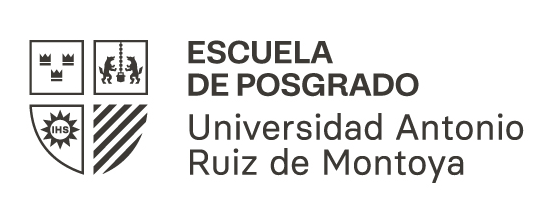 IHS
ESCUELA
DE POSGRADO
Universidad Antonio
Ruiz de Montoya